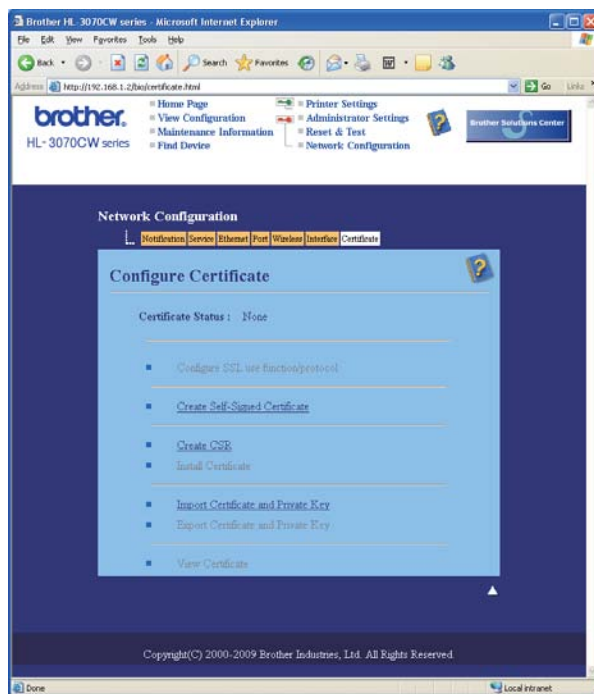 Brother HL-3070CW series - Microsoft Internet Explorer
File Edit View Favorites Tools Help
Back Search Favorites
Address http://192.168.1.2/bio/certificate.html Go Links
brother.
HL-3070CW series
Home Page
View Configuration
Maintenance Information
Find Device
Printer Settings
Administrator Settings
Reset & Test
Network Configuration
Brother Solutions Center
Network Configuration
Notification Service Ethernet Port Wireless Interface Certificate
Configure Certificate
Certificate Status : None
Configure SSL use function/protocol
Create Self-Signed Certificate
Create CSR
Install Certificate
Import Certificate and Private Key
Export Certificate and Private Key
View Certificate
Copyright(C) 2000-2009 Brother Industries, Ltd. All Rights Reserved.
Done Local intranet